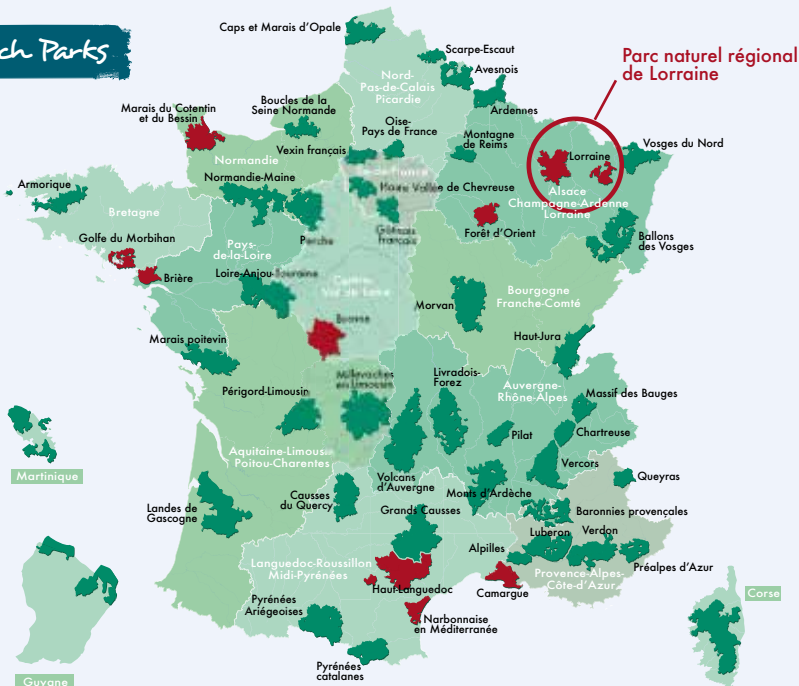 ch Parks
Caps et Marais d'Opale
Scarpe-Escaut
Avesnois
Parc naturel régional
de Lorraine
Nord-
Pas-de-Calais
Picardie
Ardennes
Marais du Cotentin
et du Bessin
Boucles de la
Seine Normande
Oise-
Pays de France
Montagne
de Reims
Vosges du Nord
Lorraine
Vexin français
Normandie
Normandie-Maine
Haute Vallée de Chevreuse
Alsace
Champagne-Ardenne
Lorraine
Armorique
Bretagne
Perche
Gâtinais
français
Forêt d'Orient
Ballons
des Vosges
Golfe du Morbihan
Pays-
de-la-Loire
Brière
Loire-Anjou-Touraine
Centre
Val de Loire
Bourgogne
Franche-Comté
Morvan
Brenne
Haut-Jura
Marais poitevin
Millevaches
en Limousin
Livradois-
Forez
Auvergne-
Rhône-Alpes
Massif des Bauges
Périgord-Limousin
Pilat
Chartreuse
Vercors
Aquitaine-Limous
Poitou-Charentes
Martinique
Volcans
d'Auvergne
Queyras
Causses
du Quercy
Monts d'Ardèche
Landes de
Gascogne
Grands Causses
Baronnies provençales
Luberon
Verdon
Alpilles
Languedoc-Roussillon
Midi-Pyrénées
Préalpes d'Azur
Provence-Alpes-
Côte-d'Azur
Haut-Languedoc
Camargue
Corse
Pyrénées
Ariégeoises
Narbonnaise
en Méditerranée
Pyrénées
catalanes
Guyane